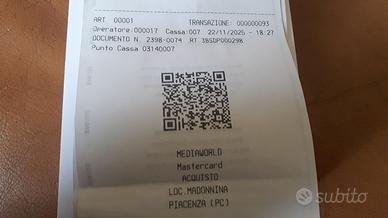 ART 00001 TRANSAZIONE: 000000093
Operatore:000017 Cassa:007 22/11/2025 - 18:27
DOCUMENTO N. 2398-0074 RT 3BSDP000298
Punto Cassa 03140007
MEDIAWORLD
Mastercard
ACQUISTO
LOC.MADONNINA
PIACENZA (PC)
subito